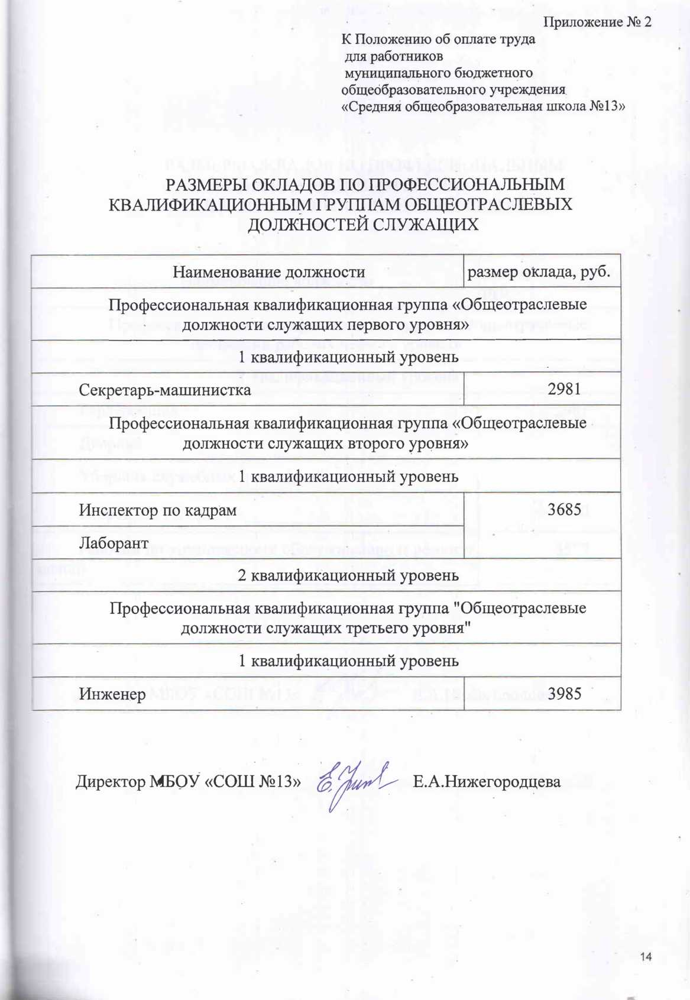 Приложение № 2
К Положению об оплате труда
для работников
муниципального бюджетного
общеобразовательного учреждения
«Средняя общеобразовательная школа №13»
РАЗМЕРЫ ОКЛАДОВ ПО ПРОФЕССИОНАЛЬНЫМ
КВАЛИФИКАЦИОННЫМ ГРУППАМ ОБЩЕОТРАСЛЕВЫХ
ДОЛЖНОСТЕЙ СЛУЖАЩИХ
Наименование должности размер оклада, руб.
Профессиональная квалификационная группа «Общеотраслевые
должности служащих первого уровня»
1 квалификационный уровень
Секретарь-машинистка 2981
Профессиональная квалификационная группа «Общеотраслевые
должности служащих второго уровня»
1 квалификационный уровень
Инспектор по кадрам 3685
Лаборант
2 квалификационный уровень
Профессиональная квалификационная группа "Общеотраслевые
должности служащих третьего уровня"
1 квалификационный уровень
Инженер 3985
Директор МБОУ «СОШ №13» Е.А.Нижегородцева
14